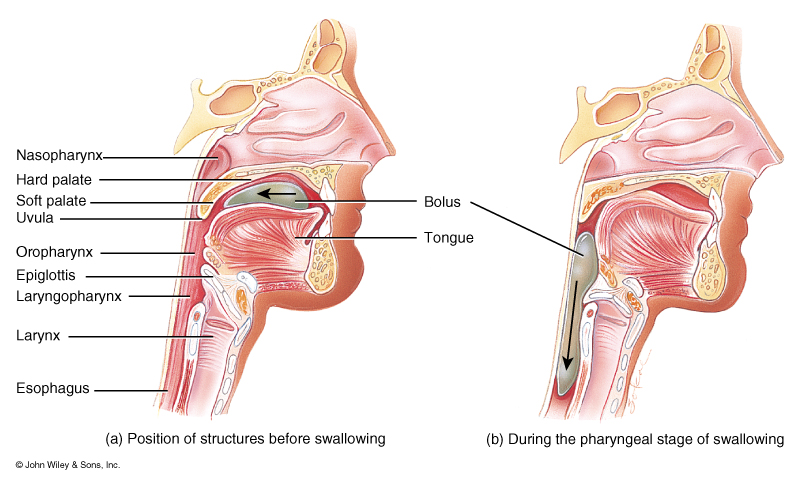 Nasopharynx
Hard palate
Soft palate
Uvula
Oropharynx
Epiglottis
Laryngopharynx
Larynx
Esophagus
Bolus
Tongue
(a) Position of structures before swallowing
(b) During the pharyngeal stage of swallowing
© John Wiley & Sons, Inc.